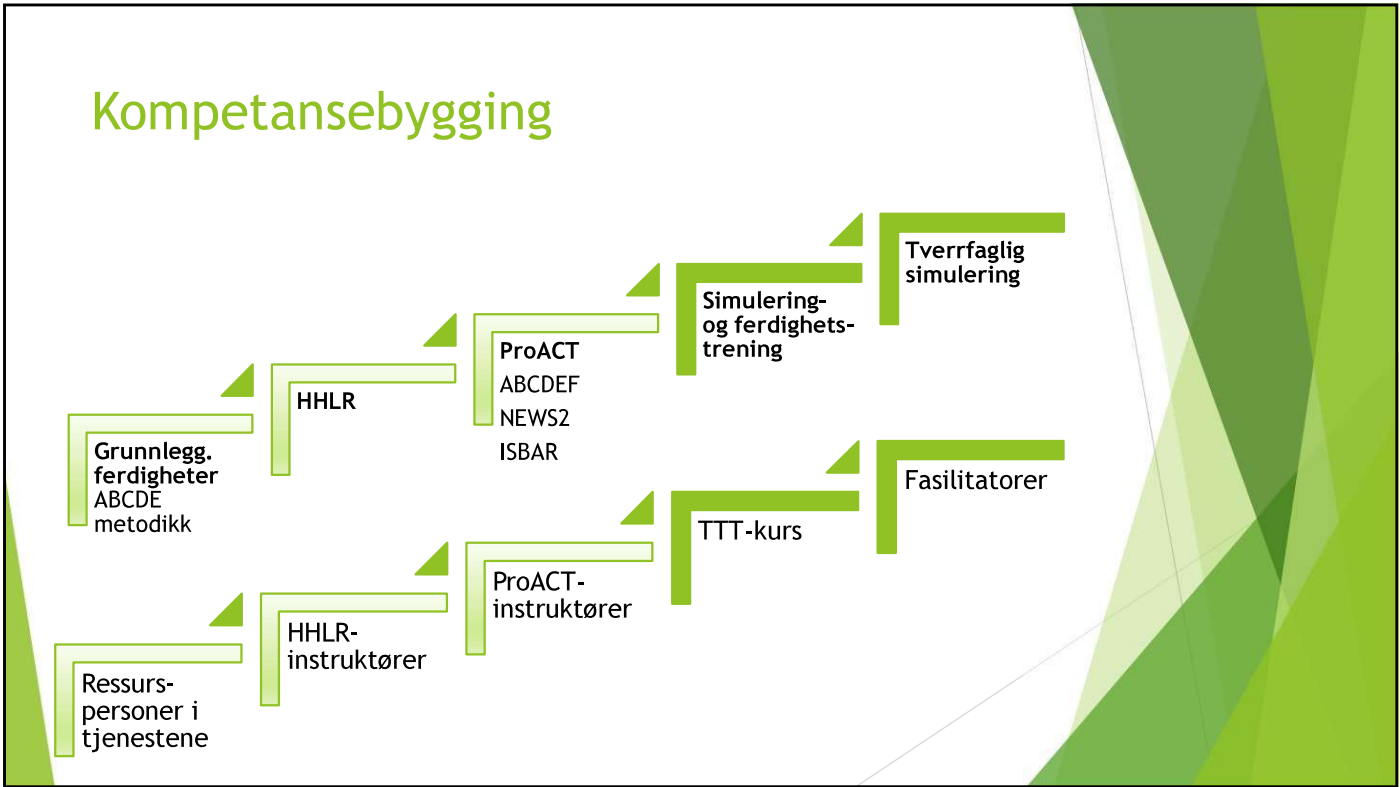 Kompetansebygging
Grunnlegg.
ferdigheter
ABCDE
metodikk
HHLR
ProACT
ABCDEF
NEWS2
ISBAR
Simulering-
og ferdighets-
trening
Tverrfaglig
simulering
Ressurs-
personer i
tjenestene
HHLR-
instruktører
ProACT-
instruktører
TTT-kurs
Fasilitatorer